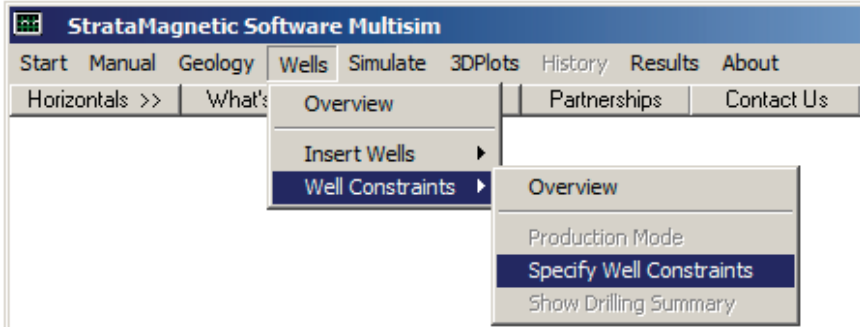 StrataMagnetic Software Multisim
Start Manual Geology Wells Simulate 3DPlots History Results About
Horizontals >> What's Partnerships Contact Us
Overview
Insert Wells
Well Constraints
Overview
Production Mode
Specify Well Constraints
Show Drilling Summary